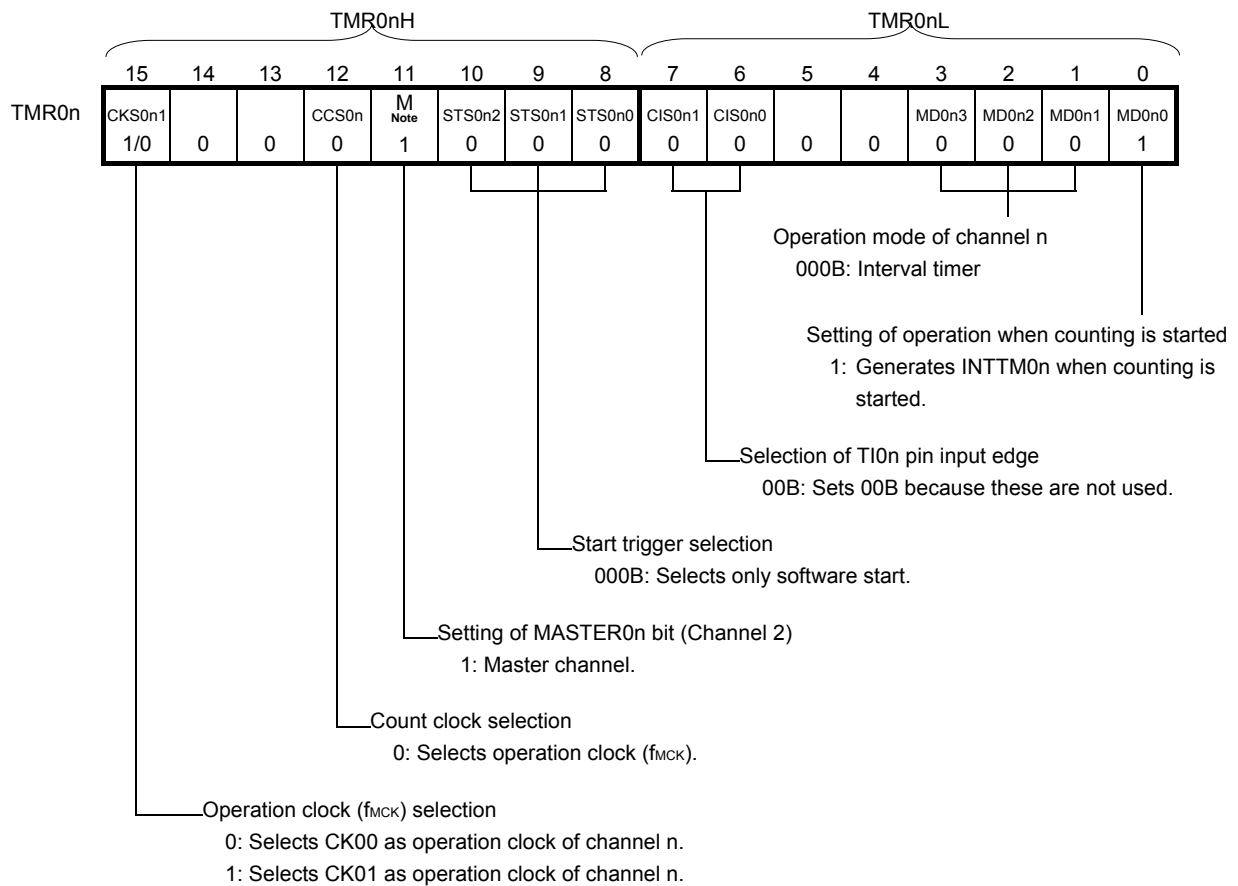 TMR0nH TMR0nL
15 14 13 12 11 10 9 8 7 6 5 4 3 2 1 0
TMR0n CKS0n1 CCS0n M STS0n2 STS0n1 STS0n0 CIS0n1 CIS0n0 MD0n3 MD0n2 MD0n1 MD0n0
Note
1/0 0 0 0 1 0 0 0 0 0 0 0 0 0 0 1
Operation mode of channel n
000B: Interval timer
Setting of operation when counting is started
1: Generates INTTM0n when counting is
started.
Selection of TI0n pin input edge
00B: Sets 00B because these are not used.
Start trigger selection
000B: Selects only software start.
Setting of MASTER0n bit (Channel 2)
1: Master channel.
Count clock selection
0: Selects operation clock (fMCK).
Operation clock (fMCK) selection
0: Selects CK00 as operation clock of channel n.
1: Selects CK01 as operation clock of channel n.